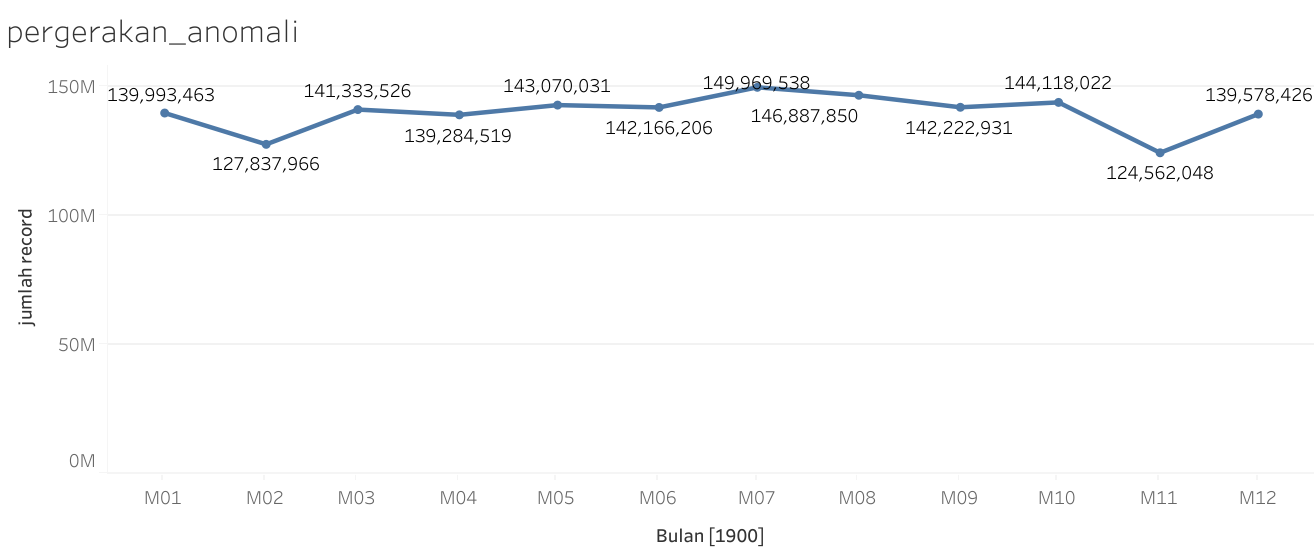 pergerakan_anomali
150M
100M
50M
0M
jumlah record
139,993,463
127,837,966
141,333,526
139,284,519
143,070,031
142,166,206
149,969,538
146,887,850
142,222,931
144,118,022
124,562,048
139,578,426
M01 M02 M03 M04 M05 M06 M07 M08 M09 M10 M11 M12
Bulan [1900]